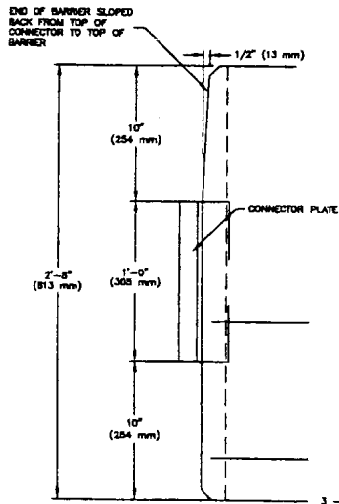 END OF BARRIER SLOPED
BACK FROM TOP OF
CONNECTOR TO TOP OF
BARRIER
1/2" (13 mm)
10"
(254 mm)
CONNECTOR PLATE
2'-8"
(813 mm)
1'-0"
(305 mm)
10"
(254 mm)
3 -